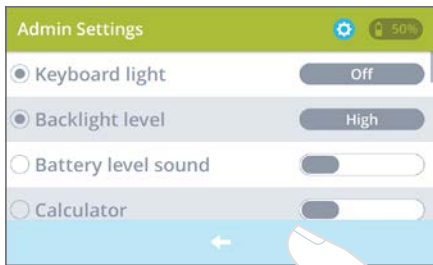 Admin Settings 50%
Keyboard light Off
Backlight level High
Battery level sound
Calculator